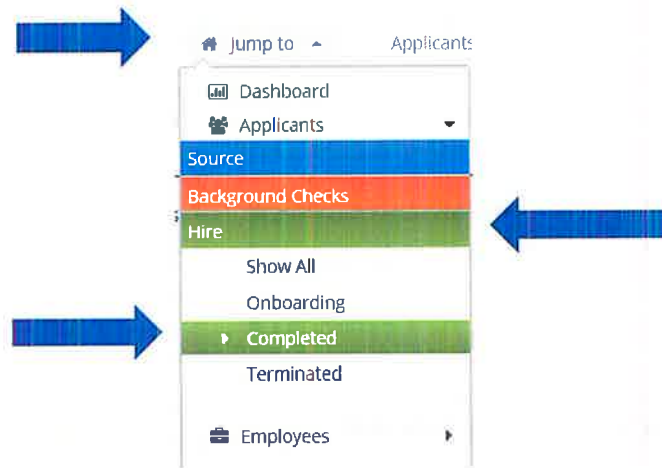 Jump to Applicants
Dashboard
Applicants
Source
Background Checks
Hire
Show All
Onboarding
Completed
Terminated
Employees